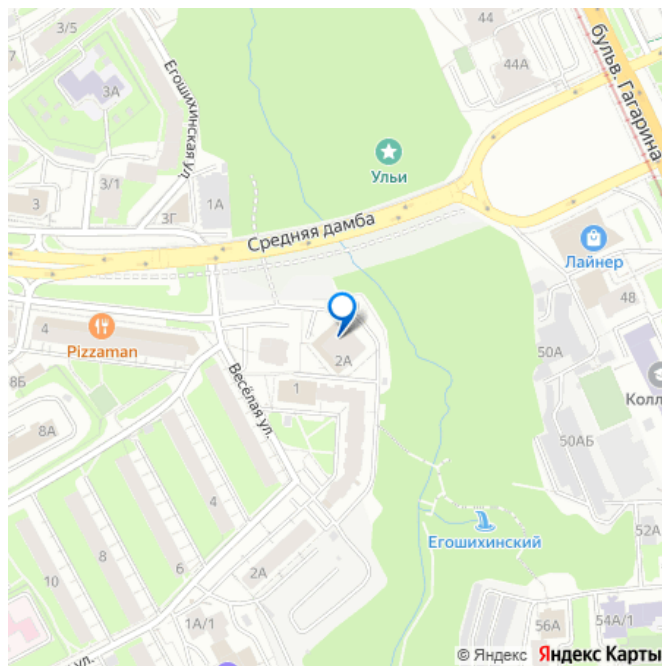 3/5
44
7
44А
бульв. Гагарина
3А
Егошихинская ул.
Ульи
3/1
3
3Г
1А
Средняя дамба
Лайнер
48
4
Pizzaman
2А
50А
8Б
1
Колл
Весёлая ул.
8А
50АБ
4
8
Егошихинский
6
52А
10
2А
1А/1
56А
54А/1
ул.
© Яндекс Яндекс Карты